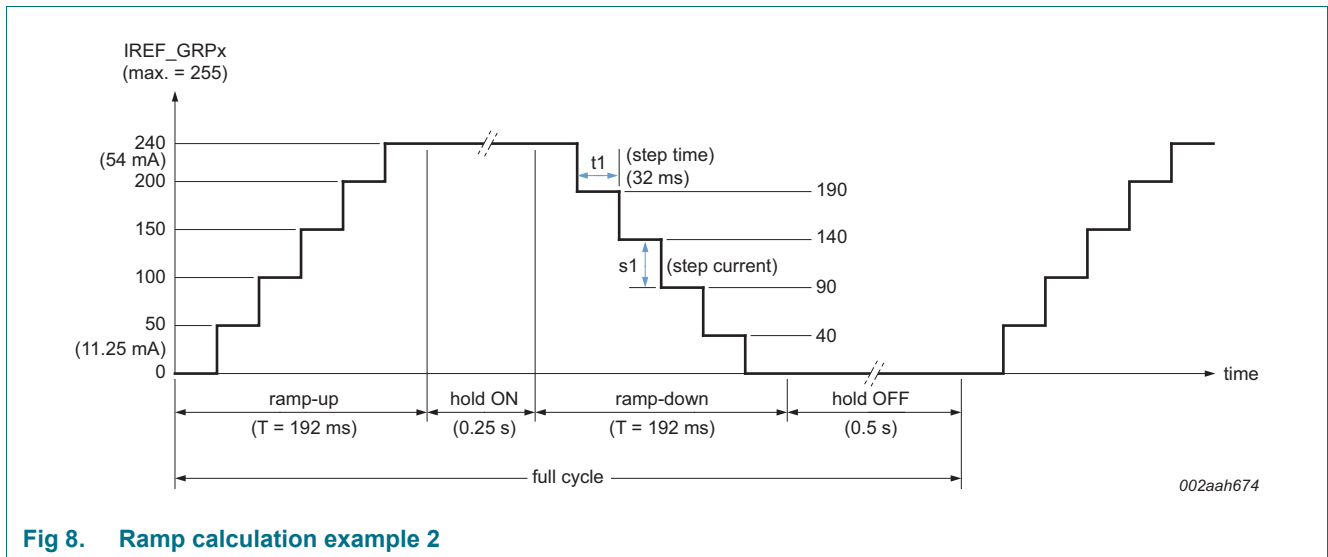 IREF_GRPx
(max. = 255)
240
(54 mA)
200
150
100
50
(11.25 mA)
0
t1
(step time)
(32 ms)
190
140
s1
(step current)
90
40
time
ramp-up
(T = 192 ms)
hold ON
(0.25 s)
ramp-down
(T = 192 ms)
hold OFF
(0.5 s)
full cycle
002aah674
Fig 8. Ramp calculation example 2